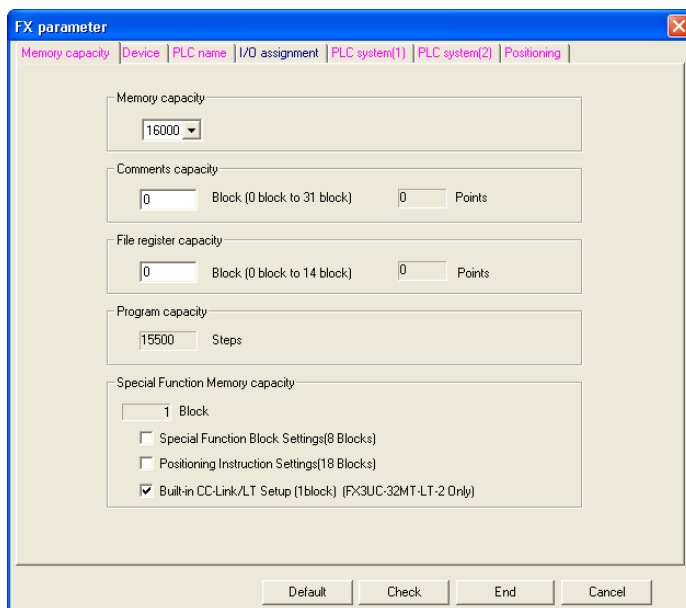 FX parameter
Memory capacity Device PLC name I/O assignment PLC system(1) PLC system(2) Positioning
Memory capacity
16000
Comments capacity
0 Block (0 block to 31 block) 0 Points
File register capacity
0 Block (0 block to 14 block) 0 Points
Program capacity
15500 Steps
Special Function Memory capacity
1 Block
Special Function Block Settings(8 Blocks)
Positioning Instruction Settings(18 Blocks)
Built-in CC-Link/LT Setup (1block) (FX3UC-32MT-LT-2 Only)
Default Check End Cancel